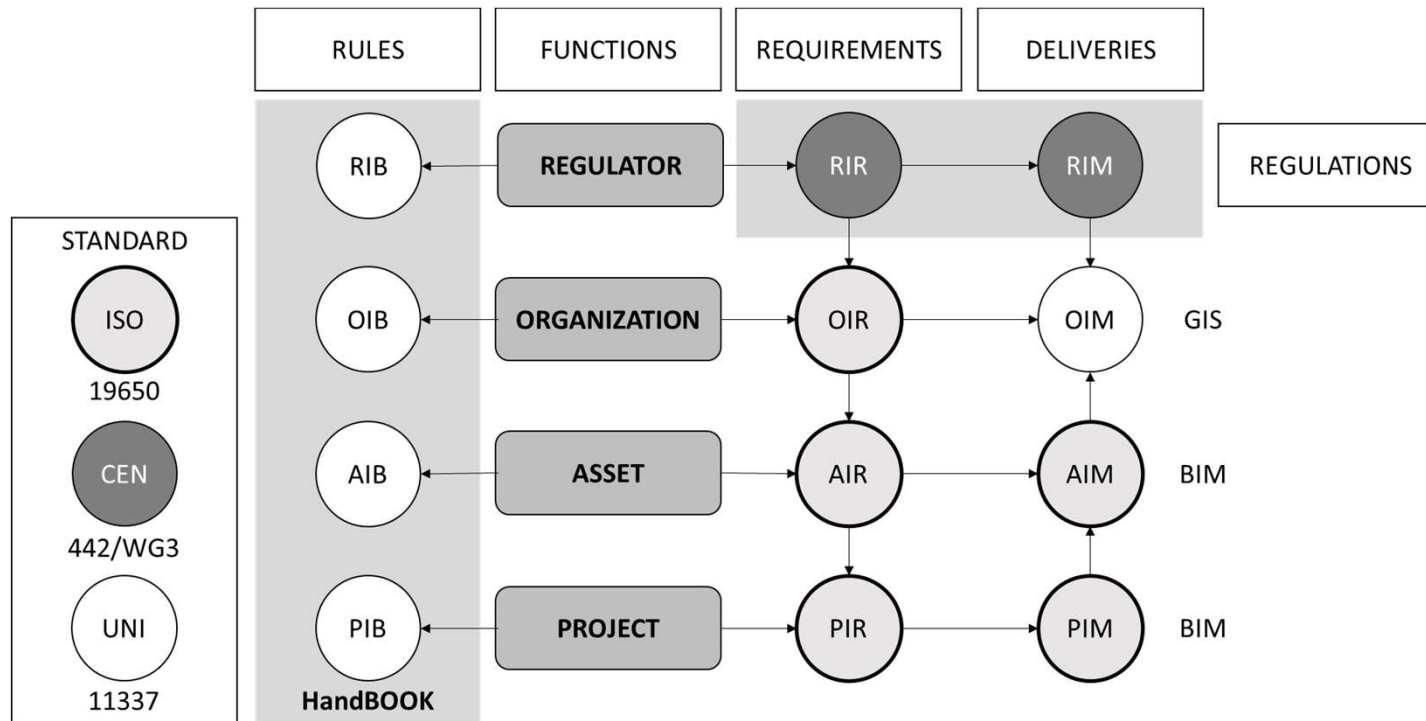 RULES
FUNCTIONS
REQUIREMENTS
DELIVERIES
RIB
REGULATOR
RIR
RIM
REGULATIONS
STANDARD
ISO
19650
CEN
442/WG3
UNI
11337
OIB
ORGANIZATION
OIR
OIM
GIS
AIB
ASSET
AIR
AIM
BIM
PIB
PROJECT
PIR
PIM
BIM
HandBOOK